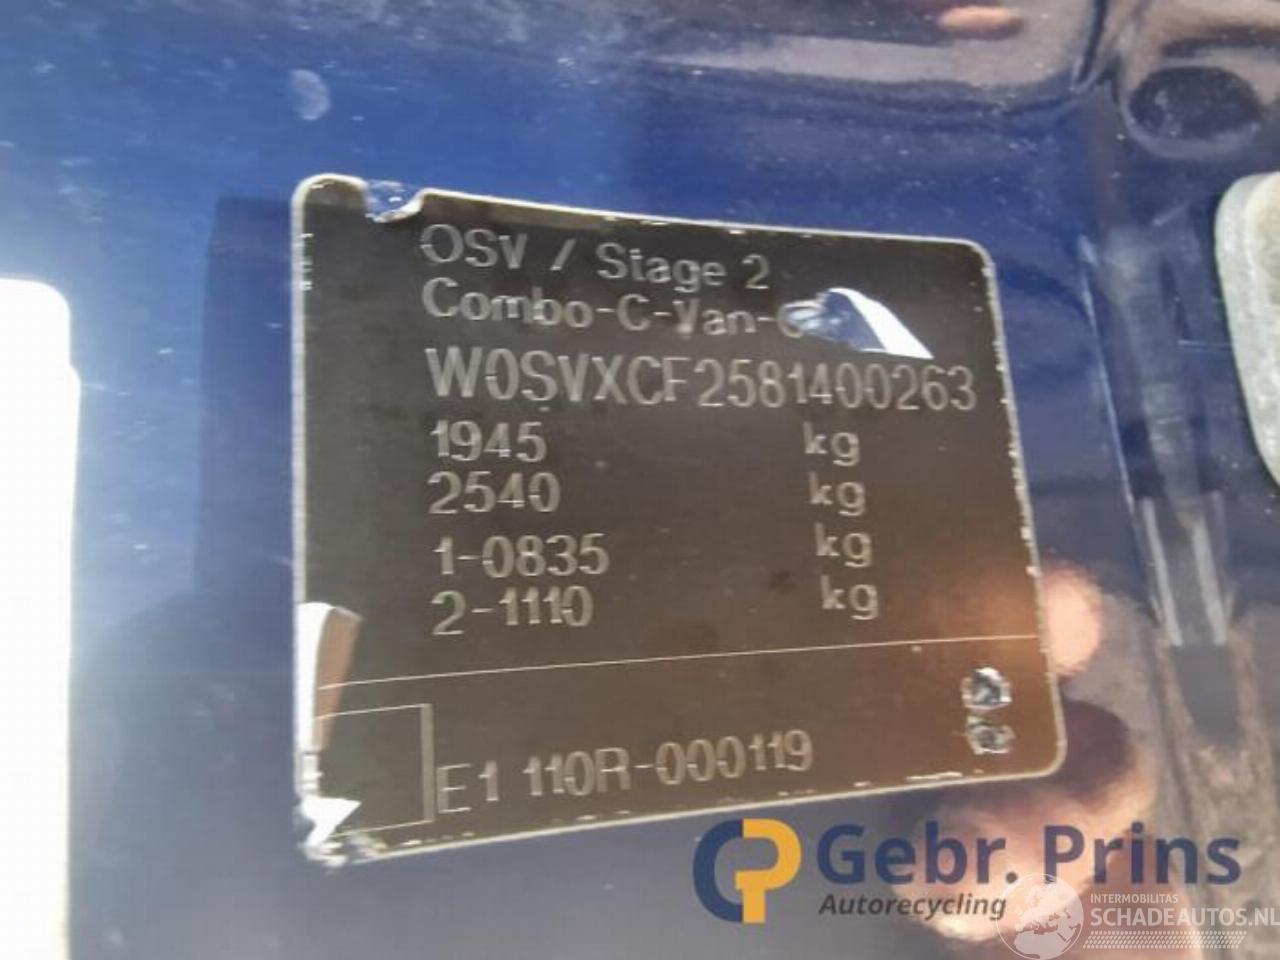 OSV / Stage 2
Combo-C-Van-
W0SVXCF2581400263
1945 kg
2540 kg
1-0835 kg
2-1110 kg
E1 110R-000119
Gebr. Prins
Autorecycling
INTERMOBILITAS
SCHADEAUTOS.NL